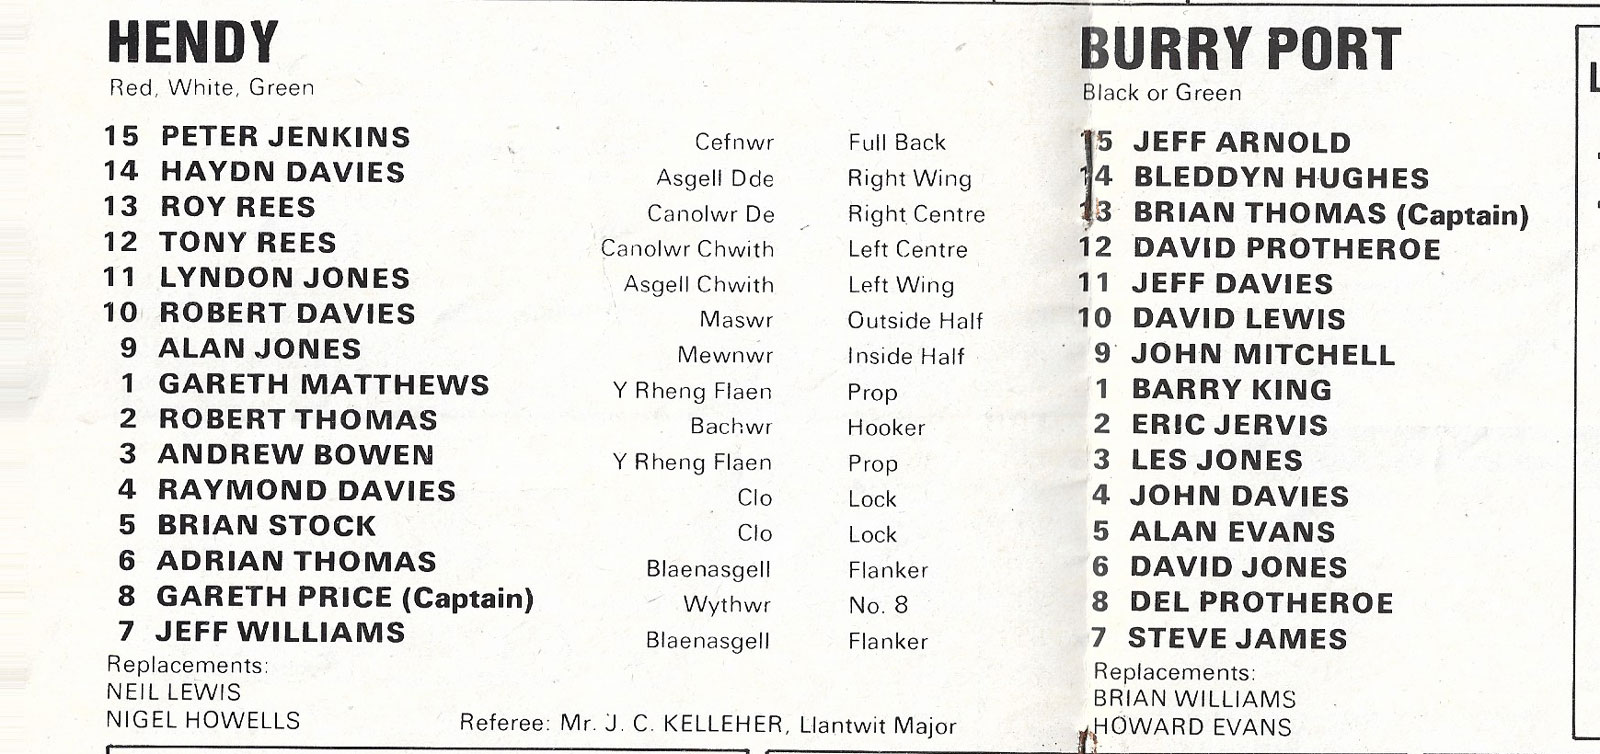 HENDY
Red, White, Green
15 PETER JENKINS Cefnwr Full Back
14 HAYDN DAVIES Asgell Dde Right Wing
13 ROY REES Canolwr De Right Centre
12 TONY REES Canolwr Chwith Left Centre
11 LYNDON JONES Asgell Chwith Left Wing
10 ROBERT DAVIES Maswr Outside Half
9 ALAN JONES Mewnwr Inside Half
1 GARETH MATTHEWS Y Rheng Flaen Prop
2 ROBERT THOMAS Bachwr Hooker
3 ANDREW BOWEN Y Rheng Flaen Prop
4 RAYMOND DAVIES Clo Lock
5 BRIAN STOCK Clo Lock
6 ADRIAN THOMAS Blaenasgell Flanker
8 GARETH PRICE (Captain) Wythwr No. 8
7 JEFF WILLIAMS Blaenasgell Flanker
Replacements:
NEIL LEWIS
NIGEL HOWELLS
Referee: Mr. J. C. KELLEHER, Llantwit Major
BURRY PORT
Black or Green
15 JEFF ARNOLD
14 BLEDDYN HUGHES
13 BRIAN THOMAS (Captain)
12 DAVID PROTHEROE
11 JEFF DAVIES
10 DAVID LEWIS
9 JOHN MITCHELL
1 BARRY KING
2 ERIC JERVIS
3 LES JONES
4 JOHN DAVIES
5 ALAN EVANS
6 DAVID JONES
8 DEL PROTHEROE
7 STEVE JAMES
Replacements:
BRIAN WILLIAMS
HOWARD EVANS